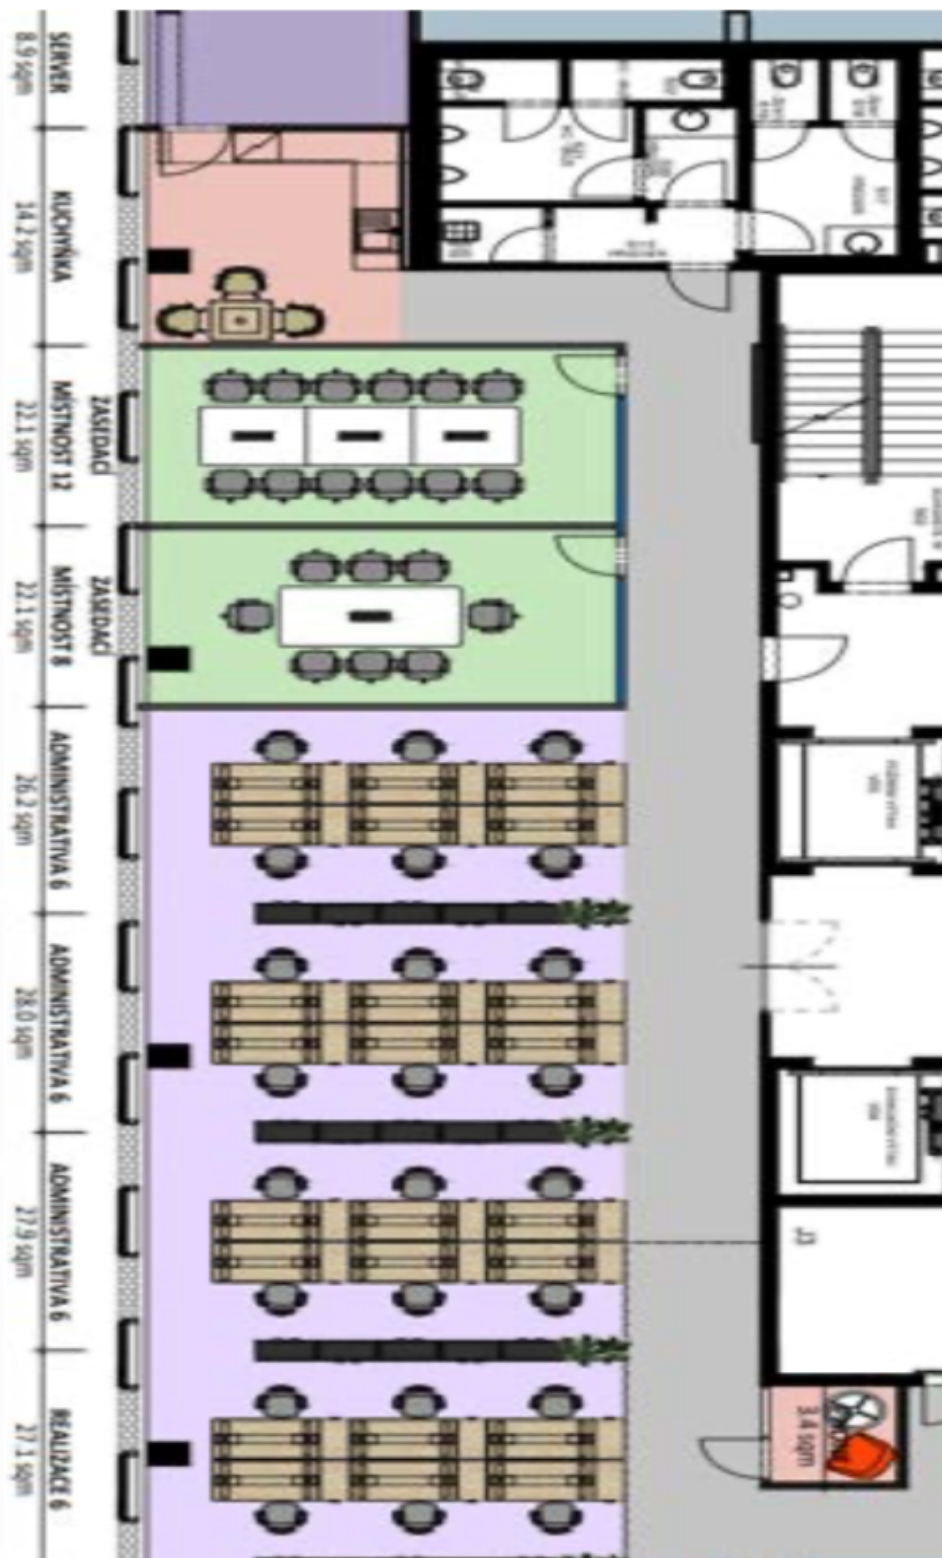 SERVER
8.9 sqm
KUCHYŇKA
14.2 sqm
ZASEDACÍ
MÍSTNOST 12
22.1 sqm
ZASEDACÍ
MÍSTNOST 8
22.1 sqm
ADMINISTRATIVA 6
26.2 sqm
ADMINISTRATIVA 6
28.0 sqm
ADMINISTRATIVA 6
27.9 sqm
REALIZACE 6
27.1 sqm
J3
3.4 sqm